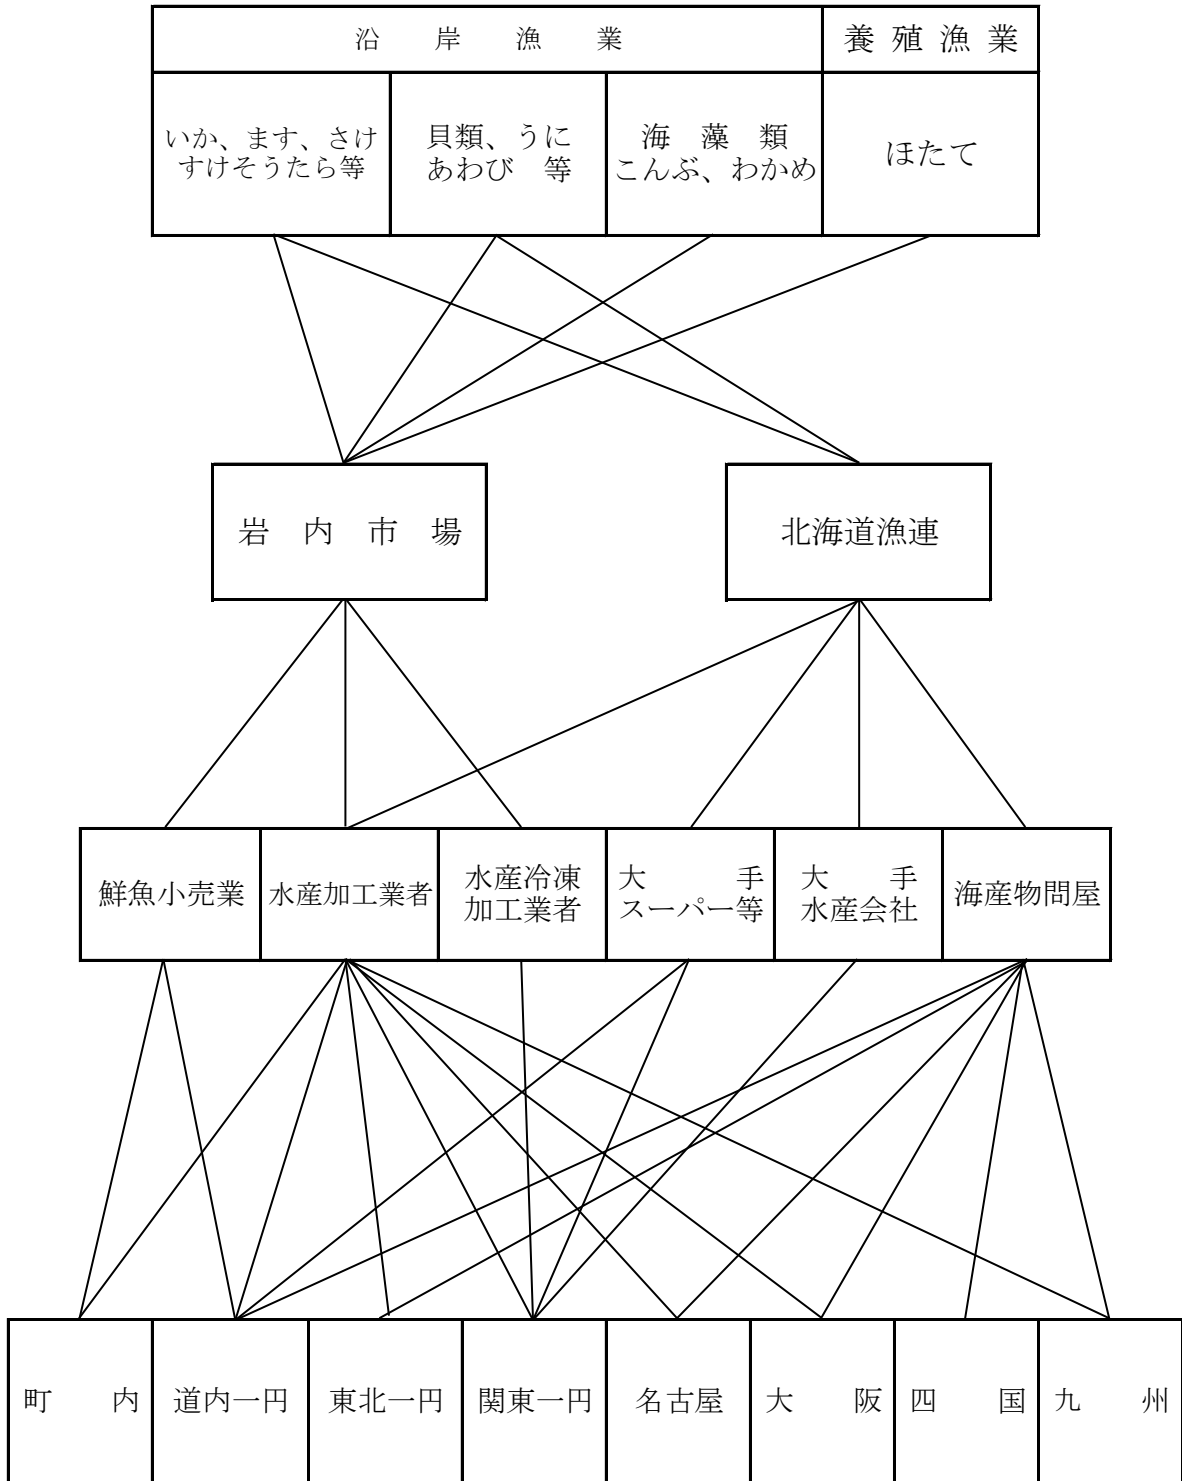 沿岸漁業
養殖漁業
いか、ます、さけ
すけそうたら等
貝類、うに
あわび 等
海藻類
こんぶ、わかめ
ほたて
岩内市場
北海道漁連
鮮魚小売業
水産加工業者
水産冷凍
加工業者
大手
スーパー等
大手
水産会社
海産物問屋
町内
道内一円
東北一円
関東一円
名古屋
大阪
四国
九州